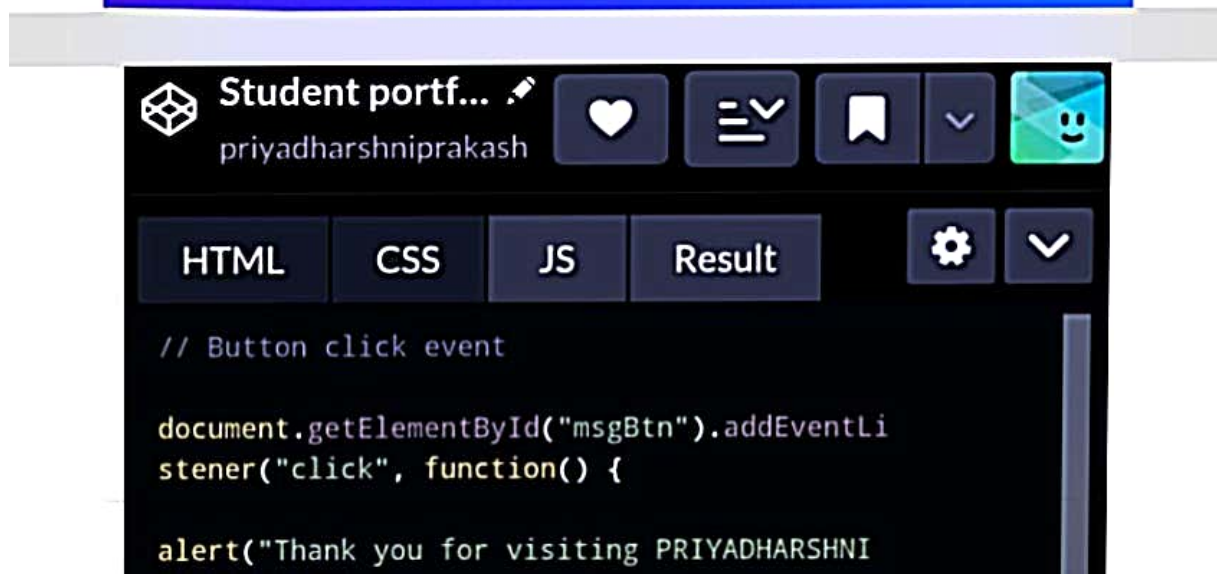 Student portf...
priyadharshniprakash
HTML CSS JS Result
// Button click event
document.getElementById("msgBtn").addEventLi
stener("click", function() {
alert("Thank you for visiting PRIYADHARSHNI